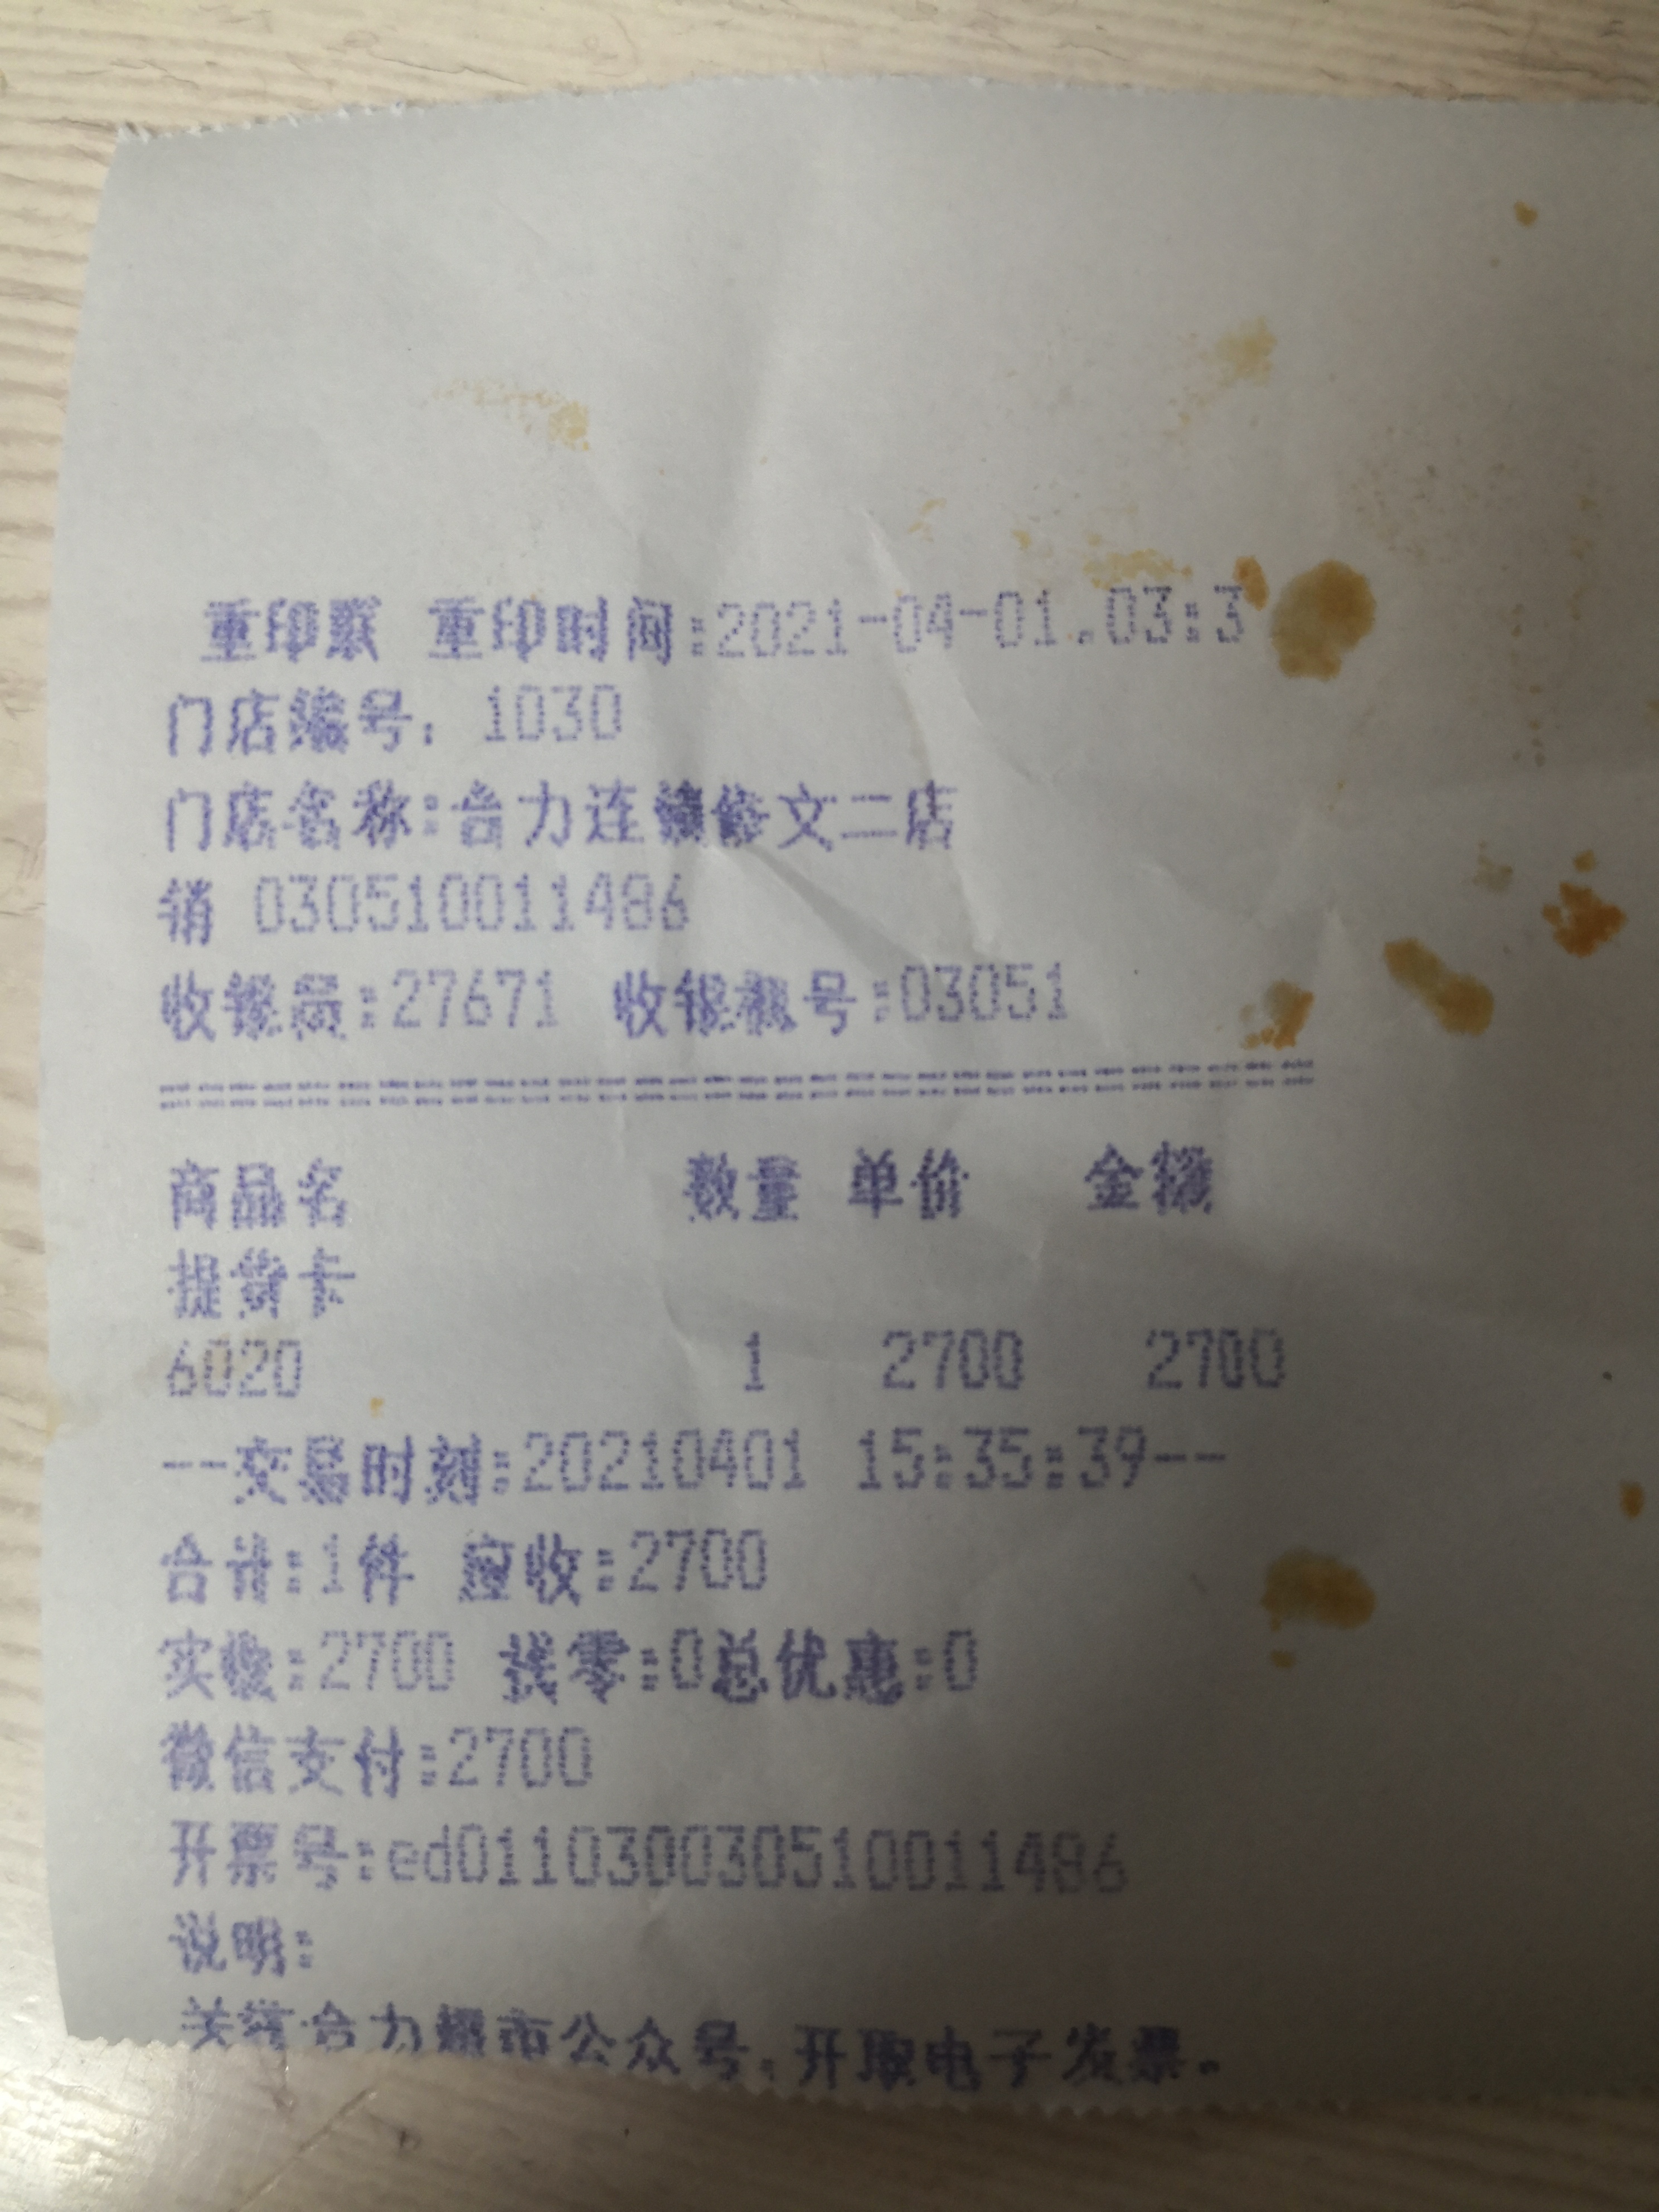 重印联 重印时间:2021-04-01.03:3
门店编号: 1030
门店名称:合力连锁修文二店
销 030510011486
收银员:27671 收银机号:03051
商品名 数量 单价 金额
提货卡
6020 1 2700 2700
--交易时刻:20210401 15:35:39--
合计:1件 应收:2700
实收:2700 找零:0总优惠:0
微信支付:2700
开票号:ed011030030510011486
说明:
关注合力超市公众号,开取电子发票。